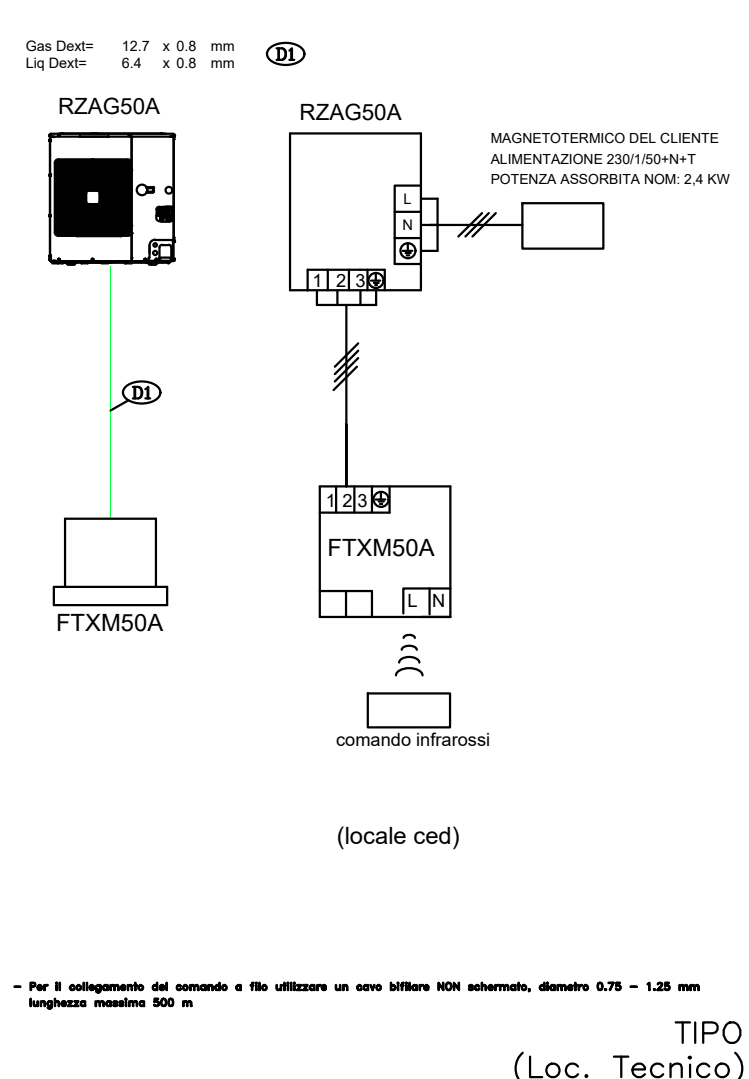 Gas Dext= 12.7 x 0.8 mm
Liq Dext= 6.4 x 0.8 mm
D1
RZAG50A
RZAG50A
MAGNETOTERMICO DEL CLIENTE
ALIMENTAZIONE 230/1/50+N+T
POTENZA ASSORBITA NOM: 2,4 KW
L
N
1 2 3
D1
1 2 3
FTXM50A
L N
FTXM50A
comando infrarossi
(locale ced)
- Per il collegamento del comando a filo utilizzare un cavo bifilare NON schermato, diametro 0.75 - 1.25 mm
lunghezza massima 500 m
TIPO
(Loc. Tecnico)